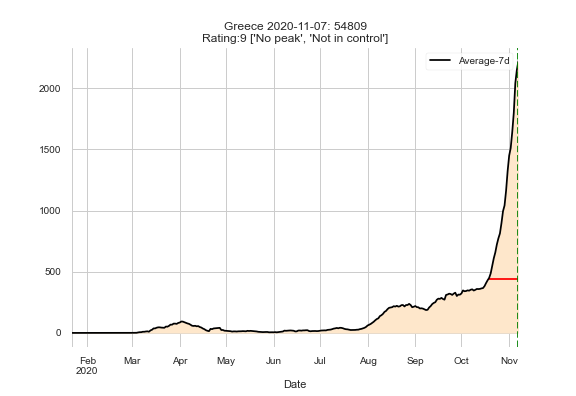 Greece 2020-11-07: 54809
Rating:9 ['No peak', 'Not in control']
Average-7d
2000
1500
1000
500
0
Feb Mar Apr May Jun Jul Aug Sep Oct Nov
2020
Date